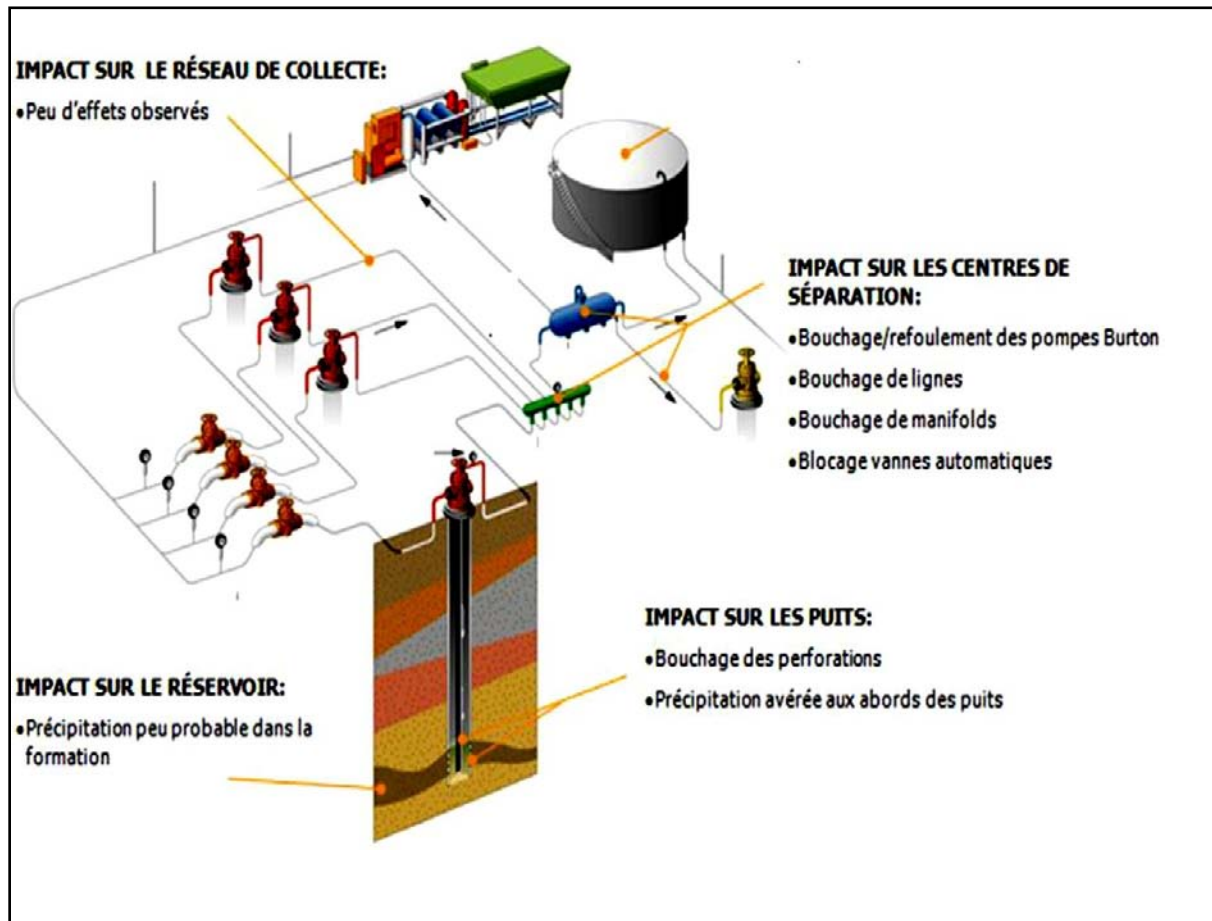 IMPACT SUR LE RÉSEAU DE COLLECTE:
•Peu d'effets observés
IMPACT SUR LES CENTRES DE
SÉPARATION:
•Bouchage/refoulement des pompes Burton
•Bouchage de lignes
•Bouchage de manifolds
•Blocage vannes automatiques
IMPACT SUR LES PUITS:
•Bouchage des perforations
•Précipitation avérée aux abords des puits
IMPACT SUR LE RÉSERVOIR:
•Précipitation peu probable dans la
formation